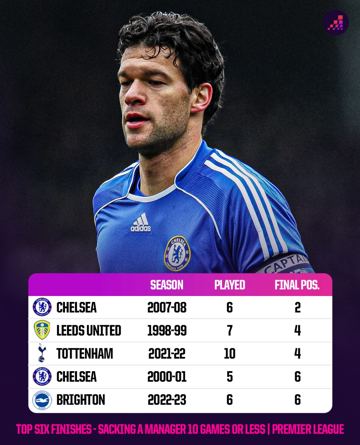 adidas
CAPTAI
SEASON PLAYED FINAL POS.
CHELSEA 2007-08 6 2
LEEDS UNITED 1998-99 7 4
TOTTENHAM 2021-22 10 4
CHELSEA 2000-01 5 6
BRIGHTON 2022-23 6 6
TOP SIX FINISHES - SACKING A MANAGER 10 GAMES OR LESS | PREMIER LEAGUE